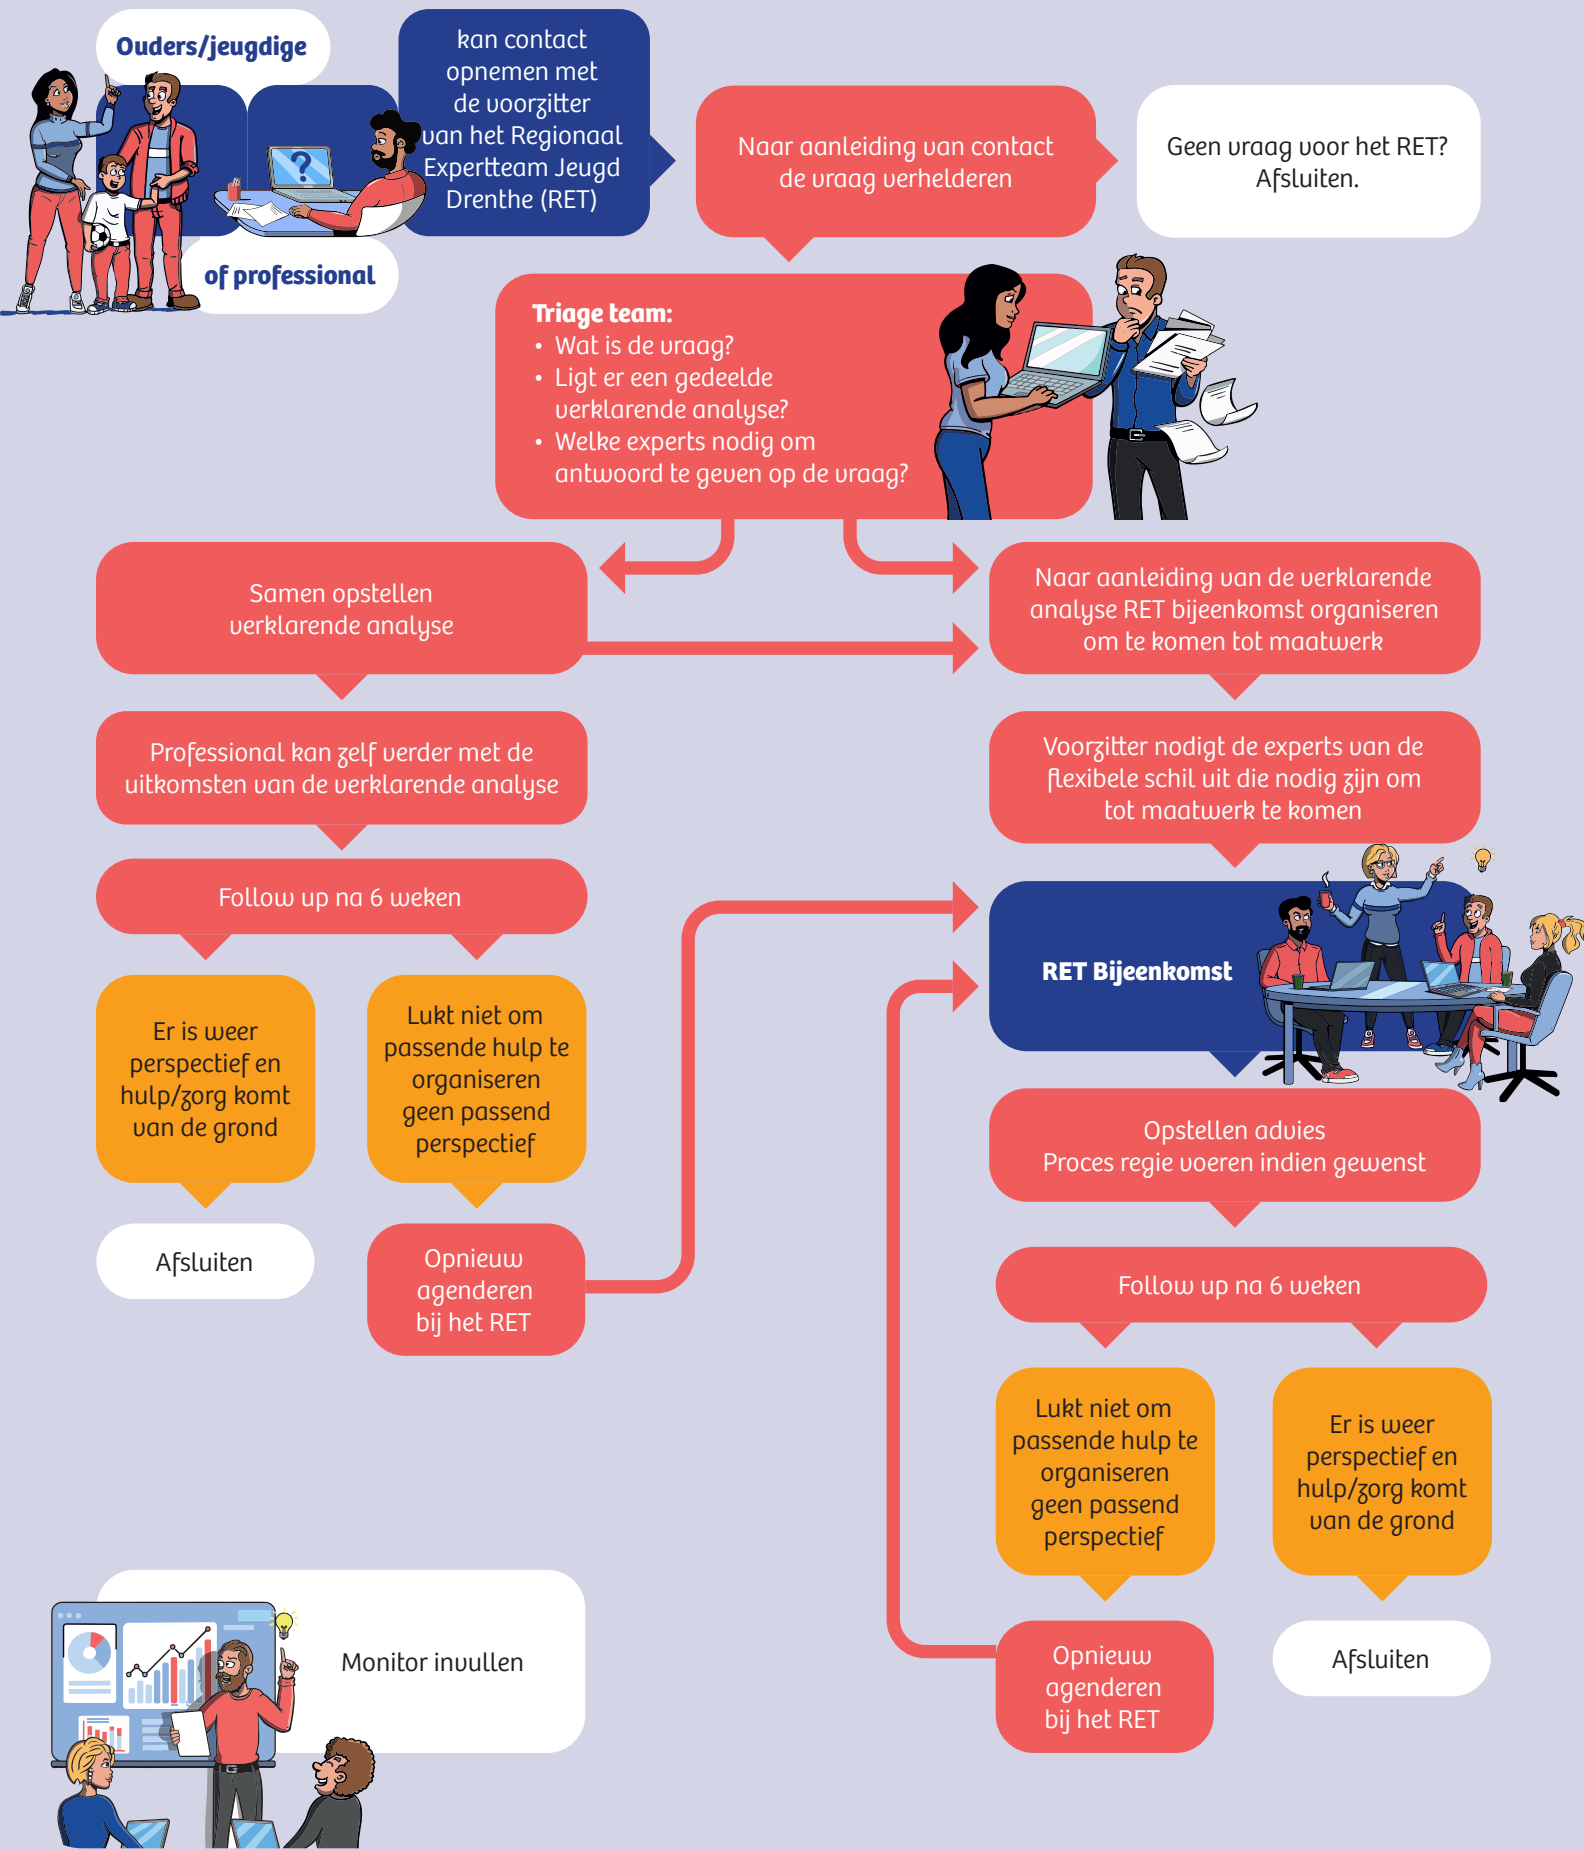 Ouders/jeugdige
of professional
kan contact
opnemen met
de voorzitter
van het Regionaal
Expertteam Jeugd
Drenthe (RET)
?
Naar aanleiding van contact
de vraag verhelderen
Geen vraag voor het RET?
Afsluiten.
Triage team:
• Wat is de vraag?
• Ligt er een gedeelde
verklarende analyse?
• Welke experts nodig om
antwoord te geven op de vraag?
Samen opstellen
verklarende analyse
Professional kan zelf verder met de
uitkomsten van de verklarende analyse
Follow up na 6 weken
Er is weer
perspectief en
hulp/zorg komt
van de grond
Afsluiten
Lukt niet om
passende hulp te
organiseren
geen passend
perspectief
Opnieuw
agenderen
bij het RET
Naar aanleiding van de verklarende
analyse RET bijeenkomst organiseren
om te komen tot maatwerk
Voorzitter nodigt de experts van de
flexibele schil uit die nodig zijn om
tot maatwerk te komen
RET Bijeenkomst
Opstellen advies
Proces regie voeren indien gewenst
Follow up na 6 weken
Lukt niet om
passende hulp te
organiseren
geen passend
perspectief
Opnieuw
agenderen
bij het RET
Er is weer
perspectief en
hulp/zorg komt
van de grond
Afsluiten
Monitor invullen